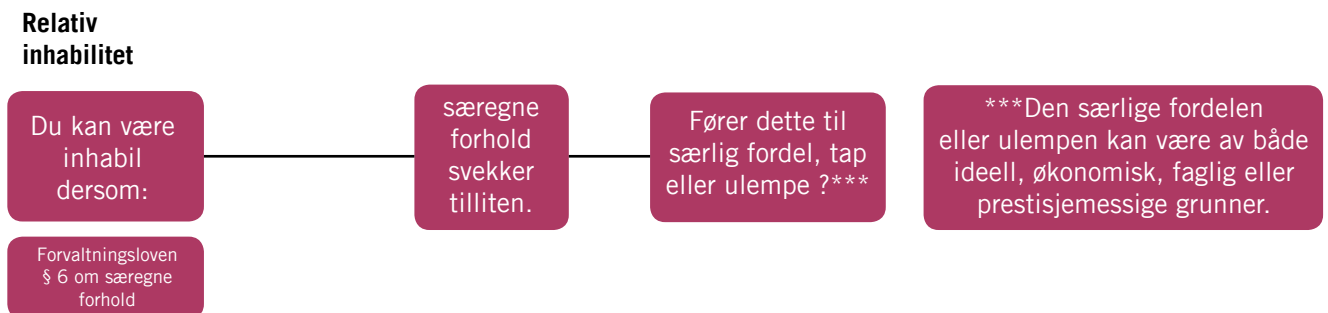 Relativ
inhabilitet
Du kan være
inhabil
dersom:
særegne
forhold
svekker
tilliten.
Fører dette til
særlig fordel, tap
eller ulempe ?***
***Den særlige fordelen
eller ulempen kan være av både
ideell, økonomisk, faglig eller
prestisjemessige grunner.
Forvaltningsloven
§ 6 om særegne
forhold